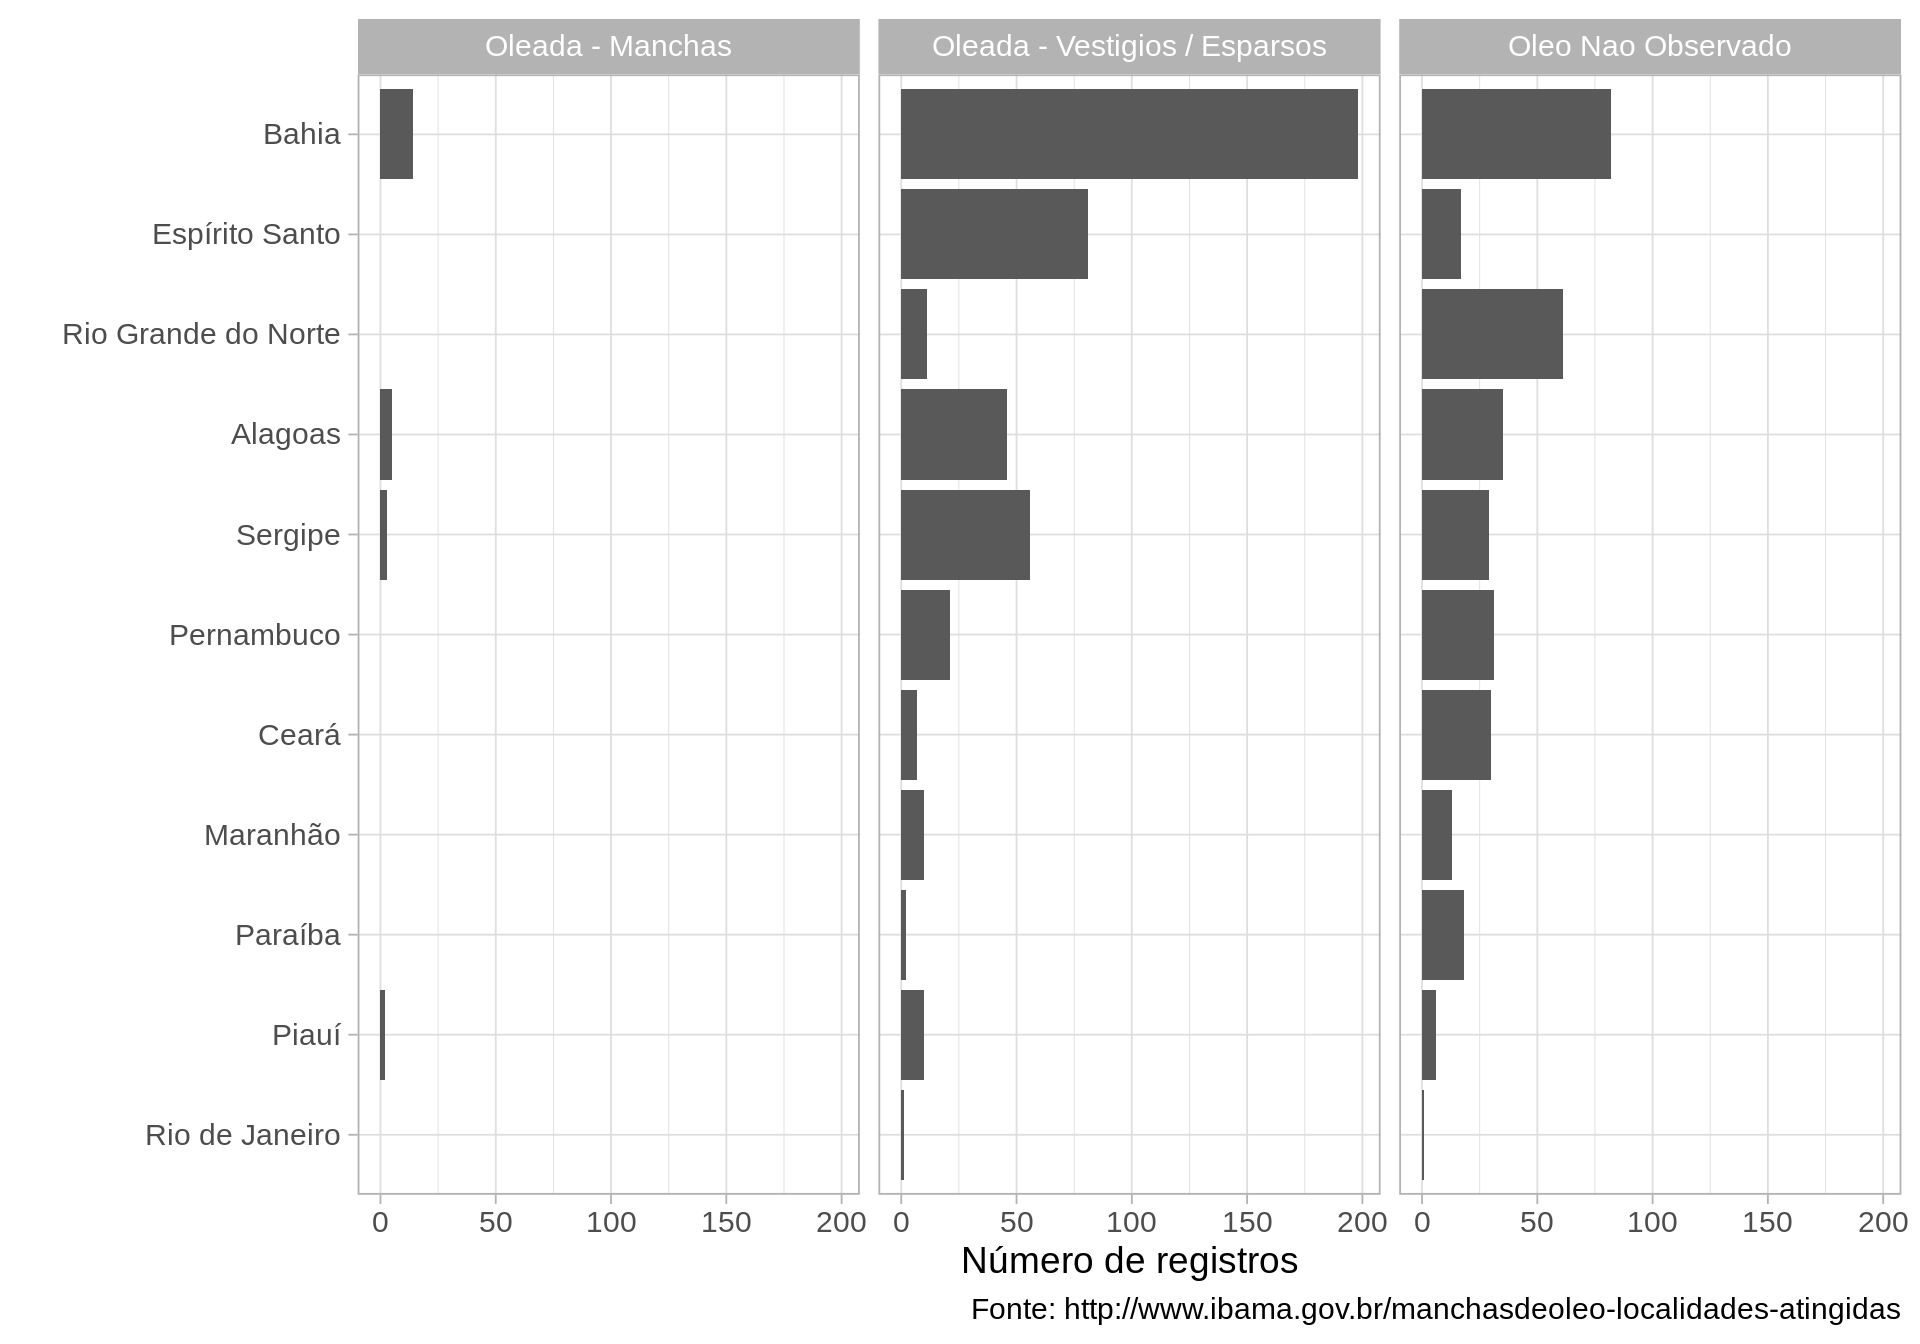 Oleada - Manchas
Oleada - Vestigios / Esparsos
Oleo Nao Observado
Bahia
Espírito Santo
Rio Grande do Norte
Alagoas
Sergipe
Pernambuco
Ceará
Maranhão
Paraíba
Piauí
Rio de Janeiro
0 50 100 150 200
0 50 100 150 200
0 50 100 150 200
Número de registros
Fonte: http://www.ibama.gov.br/manchasdeoleo-localidades-atingidas